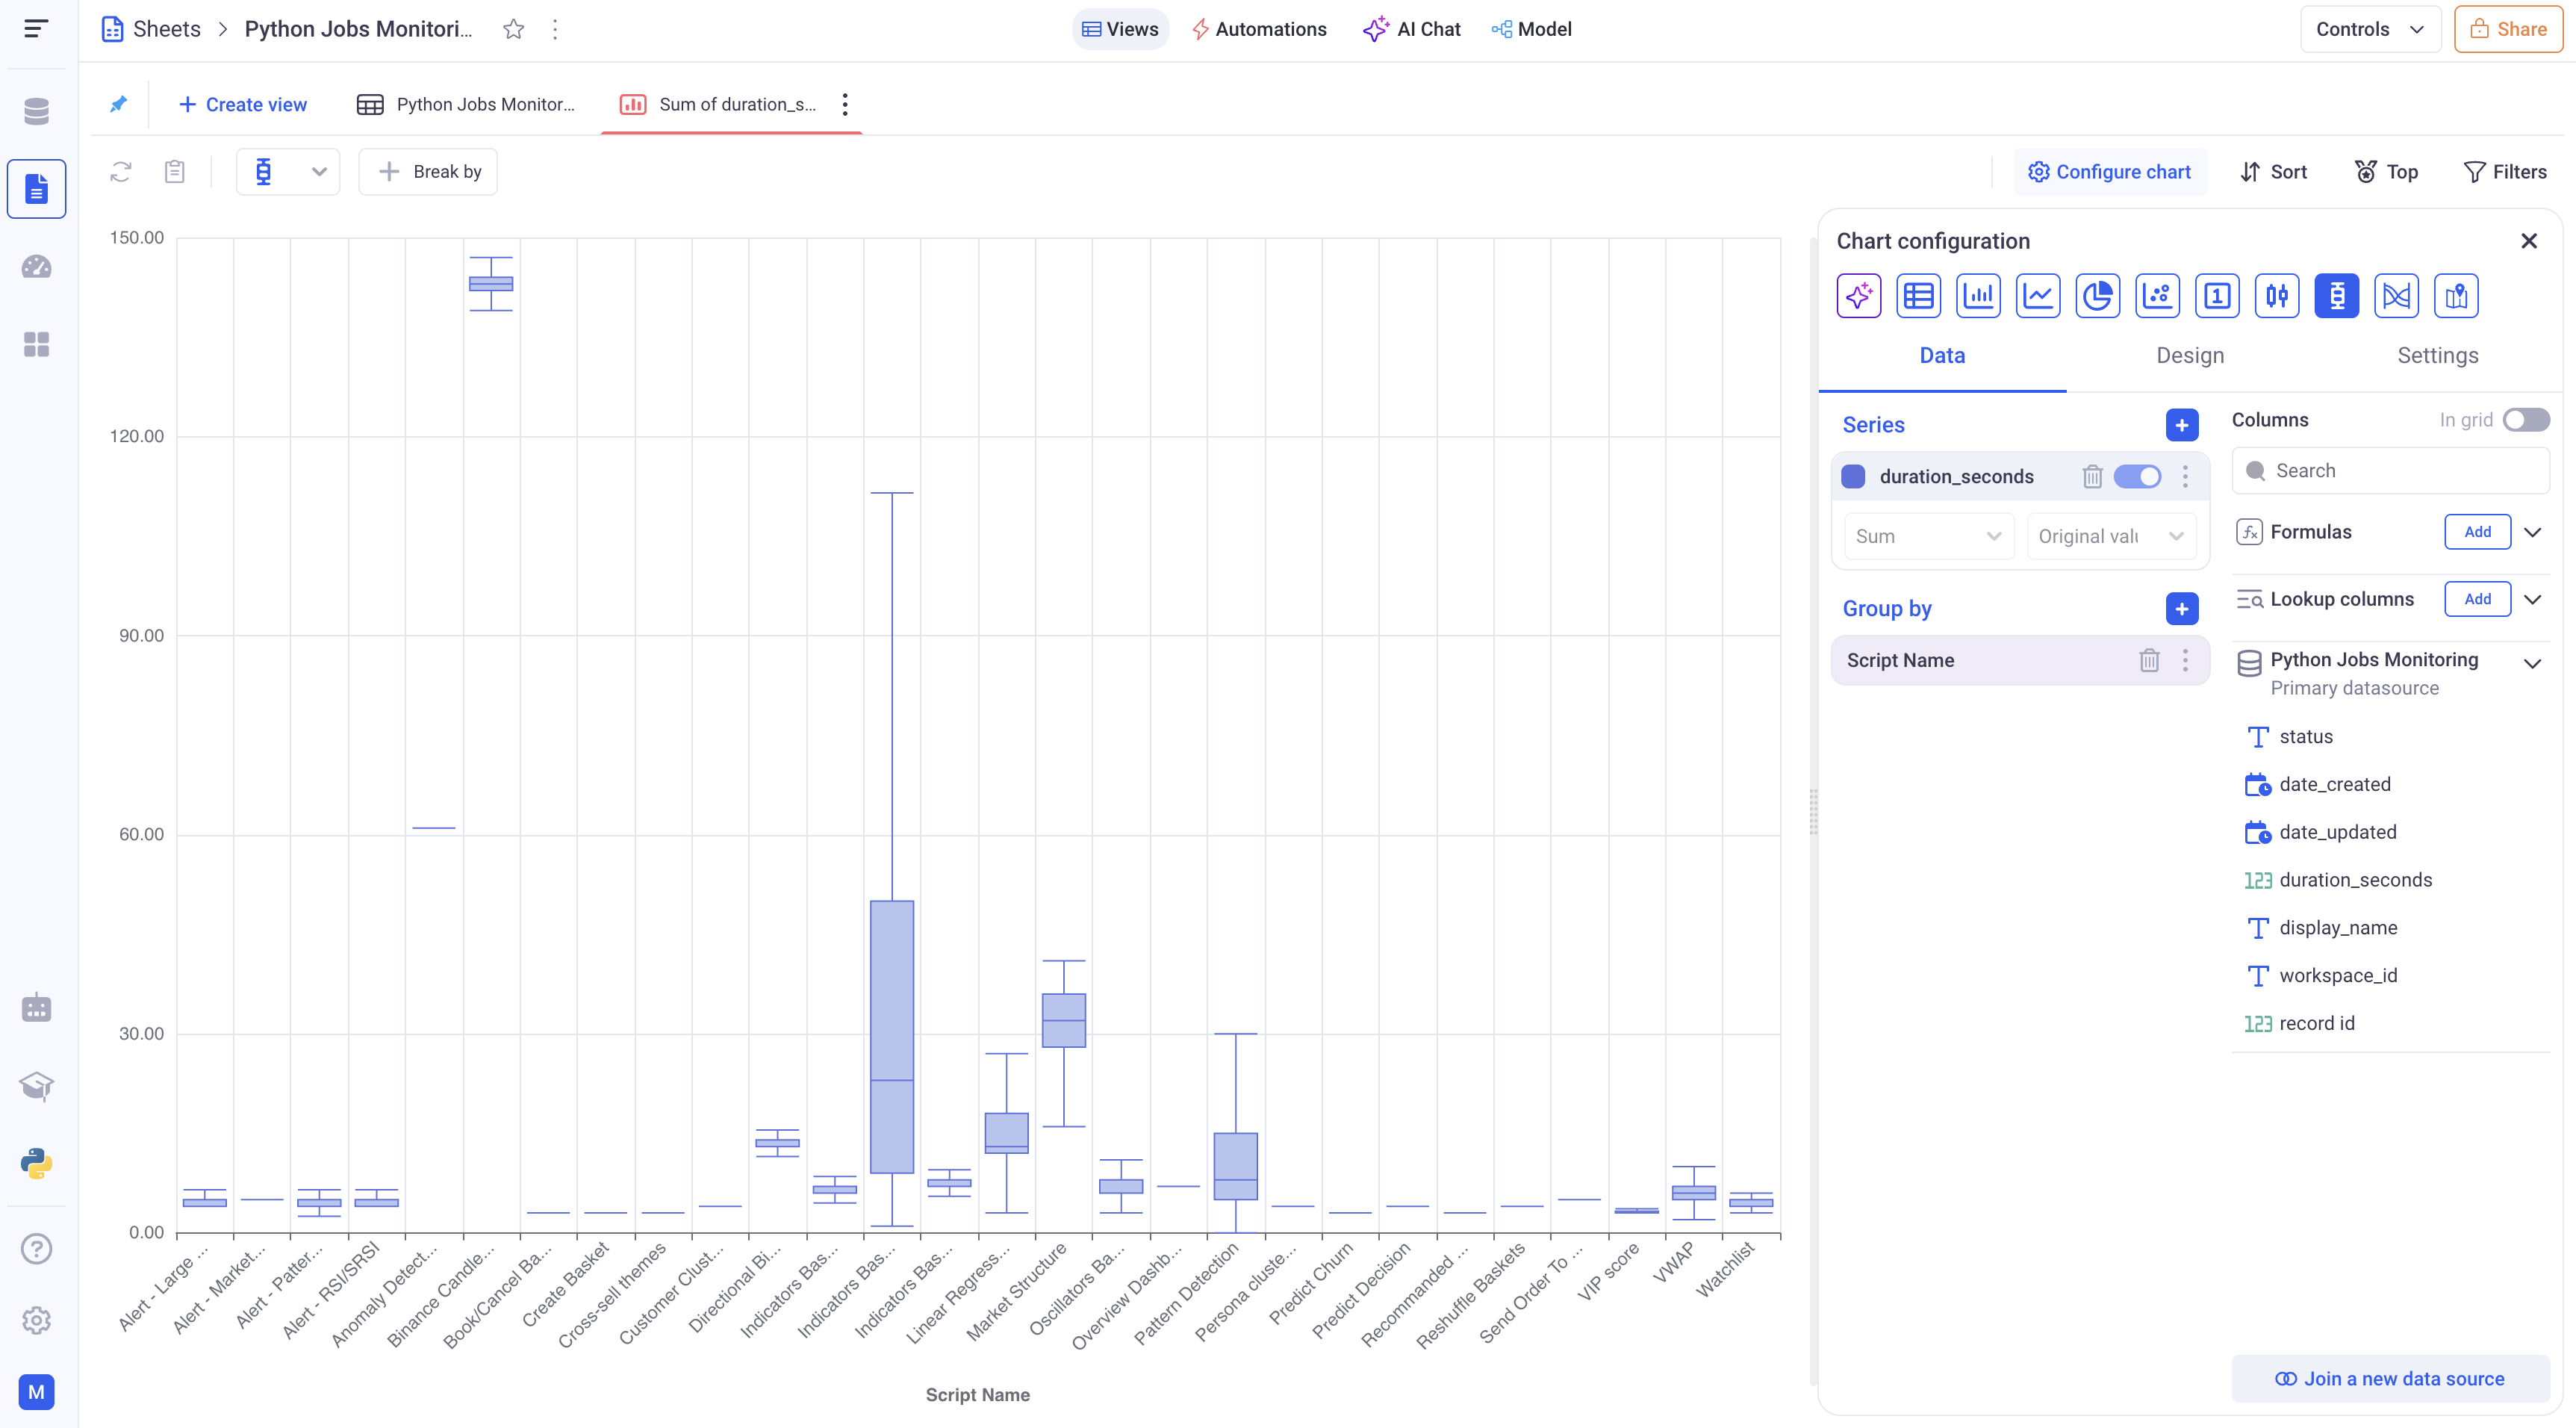 Sheets > Python Jobs Monitori...
Views
Automations
AI Chat
Model
Controls
Share
Create view
Python Jobs Monitor...
Sum of duration_s...
Break by
Configure chart
Sort
Top
Filters
150.00
120.00
90.00
60.00
30.00
0.00
Alert - Large ...
Alert - Market...
Alert - Patter...
Alert - RSI/SRSI
Anomaly Detect...
Binance Candle...
Book/Cancel Ba...
Create Basket
Cross-sell themes
Customer Clust...
Directional Bi...
Indicators Bas...
Indicators Bas...
Indicators Bas...
Linear Regress...
Market Structure
Oscillators Ba...
Overview Dashb...
Pattern Detection
Persona cluste...
Predict Churn
Predict Decision
Recommanded ...
Reshuffle Baskets
Send Order To ...
VIP score
VWAP
Watchlist
Script Name
Chart configuration
1
Data
Design
Settings
Series
duration_seconds
Sum
Original valu
Group by
Script Name
Columns
In grid
Search
fx
Formulas
Add
Lookup columns
Add
Python Jobs Monitoring
Primary datasource
T status
date_created
date_updated
123 duration_seconds
T display_name
T workspace_id
123 record id
Join a new data source
?
M